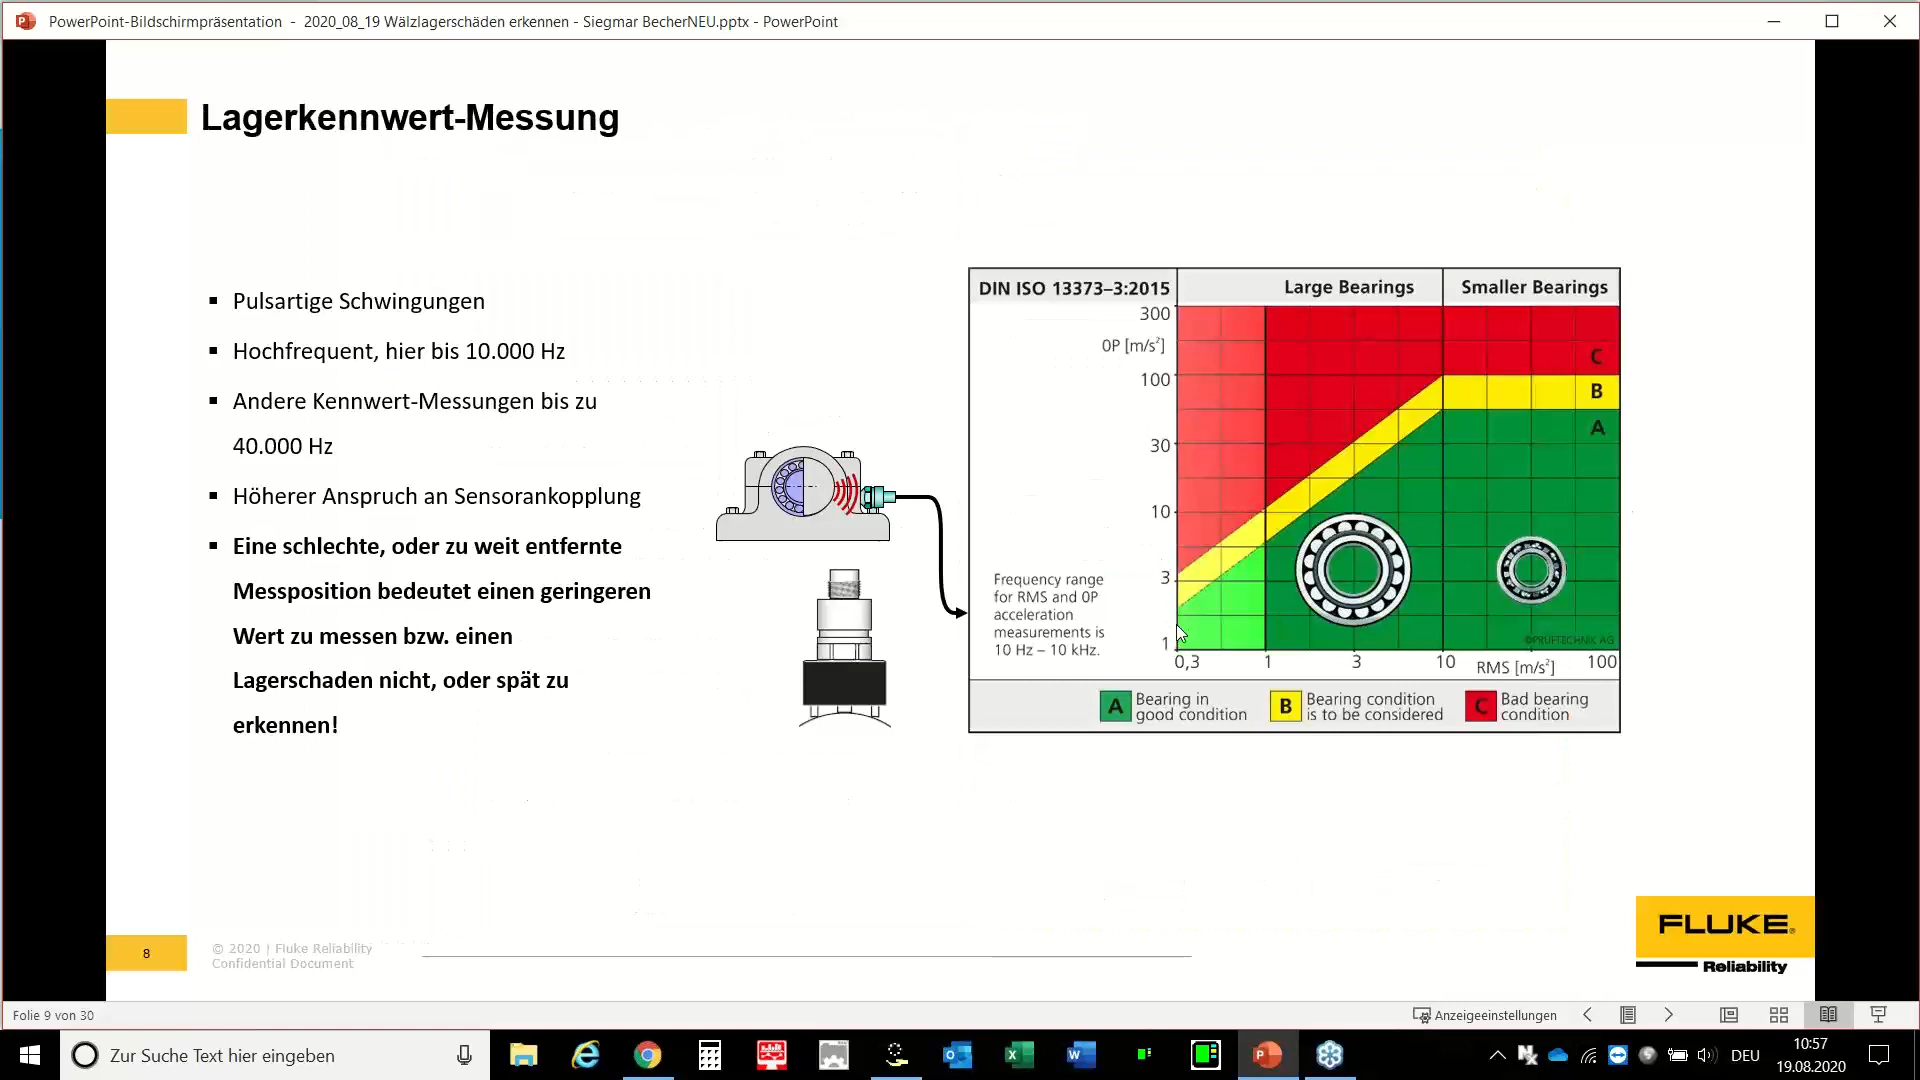 PowerPoint-Bildschirmpräsentation - 2020_08_19 Wälzlagerschäden erkennen - Siegmar BecherNEU.pptx - PowerPoint
Lagerkennwert-Messung
Pulsartige Schwingungen
Hochfrequent, hier bis 10.000 Hz
Andere Kennwert-Messungen bis zu
40.000 Hz
Höherer Anspruch an Sensorankopplung
Eine schlechte, oder zu weit entfernte
Messposition bedeutet einen geringeren
Wert zu messen bzw. einen
Lagerschaden nicht, oder spät zu
erkennen!
DIN ISO 13373–3:2015
Large Bearings
Smaller Bearings
300
0P [m/s²]
100
30
10
3
1
C
B
A
Frequency range
for RMS and 0P
acceleration
measurements is
10 Hz – 10 kHz.
©PRÜFTECHNIK AG
0,3 1 3 10 RMS [m/s²] 100
A Bearing in
good condition
B Bearing condition
is to be considered
C Bad bearing
condition
8
© 2020 | Fluke Reliability
Confidential Document
FLUKE®
Reliability
Folie 9 von 30
Anzeigeeinstellungen
Zur Suche Text hier eingeben
DEU
10:57
19.08.2020